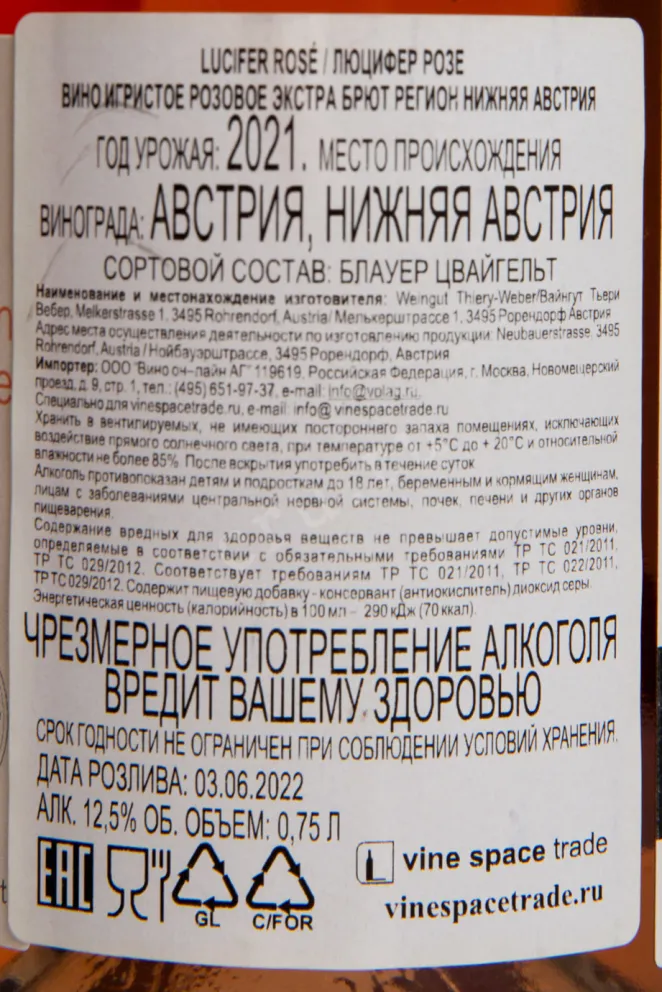 LUCIFER ROSÉ / ЛЮЦИФЕР РОЗЕ
ВИНО ИГРИСТОЕ РОЗОВОЕ ЭКСТРА БРЮТ РЕГИОН НИЖНЯЯ АВСТРИЯ
ГОД УРОЖАЯ: 2021. МЕСТО ПРОИСХОЖДЕНИЯ
ВИНОГРАДА: АВСТРИЯ, НИЖНЯЯ АВСТРИЯ
СОРТОВОЙ СОСТАВ: БЛАУЕР ЦВАЙГЕЛЬТ
Наименование и местонахождение изготовителя: Weingut Thiery-Weber/Вайнгут Тьери
Вебер, Melkerstrasse 1, 3495 Rohrendorf, Austria/ Мелькерштрассе 1, 3495 Рорендорф Австрия
Адрес места осуществления деятельности по изготовлению продукции: Neubauerstrasse, 3495
Rohrendorf, Austria / Нойбауэрштрассе, 3495 Рорендорф, Австрия
Импортер: ООО "Вино он-лайн АГ" 119619, Российская Федерация, г. Москва, Новомещерский
проезд, д. 9, стр. 1, тел.: (495) 651-97-37, e-mail: info@volag.ru.
Специально для vinespacetrade.ru, e-mail: info@vinespacetrade.ru
Хранить в вентилируемых, не имеющих постороннего запаха помещениях, исключающих
воздействие прямого солнечного света, при температуре от +5°С до + 20°С и относительной
влажности не более 85%. После вскрытия употребить в течение суток
Алкоголь противопоказан детям и подросткам до 18 лет, беременным и кормящим женщинам,
лицам с заболеваниями центральной нервной системы, почек, печени и других органов
пищеварения.
Содержание вредных для здоровья веществ не превышает допустимые уровни,
определяемые в соответствии с обязательными требованиями ТР ТС 021/2011,
ТР ТС 029/2012. Соответствует требованиям ТР ТС 021/2011, ТР ТС 022/2011,
ТР ТС 029/2012. Содержит пищевую добавку - консервант (антиокислитель) диоксид серы.
Энергетическая ценность (калорийность) в 100 мл – 290 кДж (70 ккал).
ЧРЕЗМЕРНОЕ УПОТРЕБЛЕНИЕ АЛКОГОЛЯ
ВРЕДИТ ВАШЕМУ ЗДОРОВЬЮ
СРОК ГОДНОСТИ НЕ ОГРАНИЧЕН ПРИ СОБЛЮДЕНИИ УСЛОВИЙ ХРАНЕНИЯ.
ДАТА РОЗЛИВА: 03.06.2022
АЛК. 12,5% ОБ. ОБЪЕМ: 0,75 Л
EAC
GL
C/FOR
vine space trade
vinespacetrade.ru